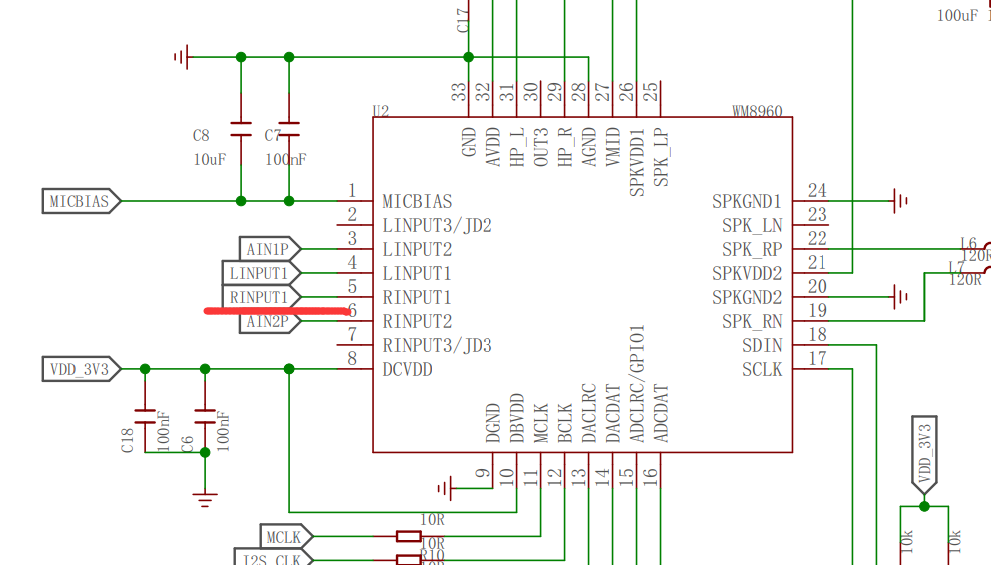 C17
100uF
33
32
31
30
29
28
27
26
25
U2
WM8960
GND
AVDD
HP_L
OUT3
HP_R
AGND
VMID
SPKVDD1
SPK_LP
C8
10uF
C7
100nF
MICBIAS
1
MICBIAS
2
LINPUT3/JD2
AIN1P
3
LINPUT2
LINPUT1
4
LINPUT1
RINPUT1
5
RINPUT1
AIN2P
6
RINPUT2
7
RINPUT3/JD3
VDD_3V3
8
DCVDD
SPKGND1
24
SPK_LN
23
SPK_RP
22
SPKVDD2
21
SPKGND2
20
SPK_RN
19
SDIN
18
SCLK
17
L6
120R
L7
120R
C18
100nF
C6
100nF
DGND
DBVDD
MCLK
BCLK
DACLRC
DACDAT
ADCLRC/GPIO1
ADCDAT
9
10
11
12
13
14
15
16
VDD_3V3
10k
10k
MCLK
10R
I2S_CLK
10R
R10